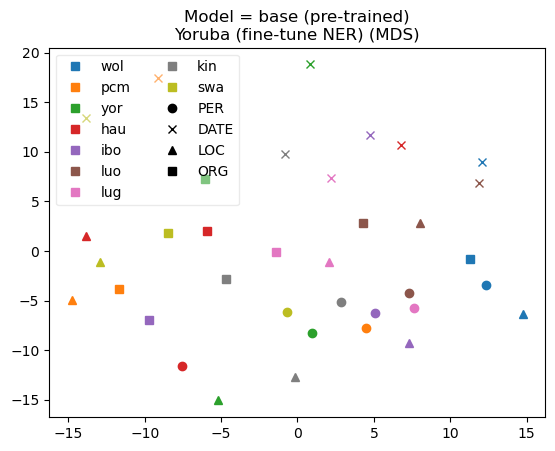 Model = base (pre-trained)
Yoruba (fine-tune NER) (MDS)
20
15
10
5
0
−5
−10
−15
wol
pcm
yor
hau
ibo
luo
lug
kin
swa
PER
DATE
LOC
ORG
−15 −10 −5 0 5 10 15